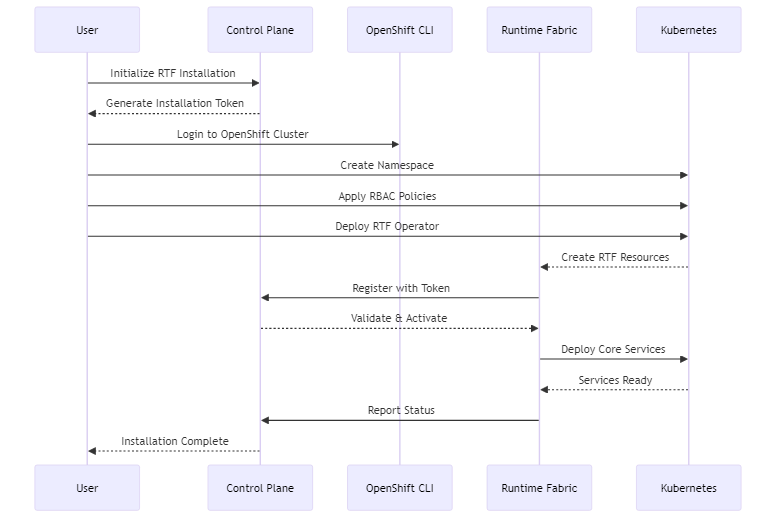 User
Control Plane
OpenShift CLI
Runtime Fabric
Kubernetes
Initialize RTF Installation
Generate Installation Token
Login to OpenShift Cluster
Create Namespace
Apply RBAC Policies
Deploy RTF Operator
Create RTF Resources
Register with Token
Validate & Activate
Deploy Core Services
Services Ready
Report Status
Installation Complete
User
Control Plane
OpenShift CLI
Runtime Fabric
Kubernetes